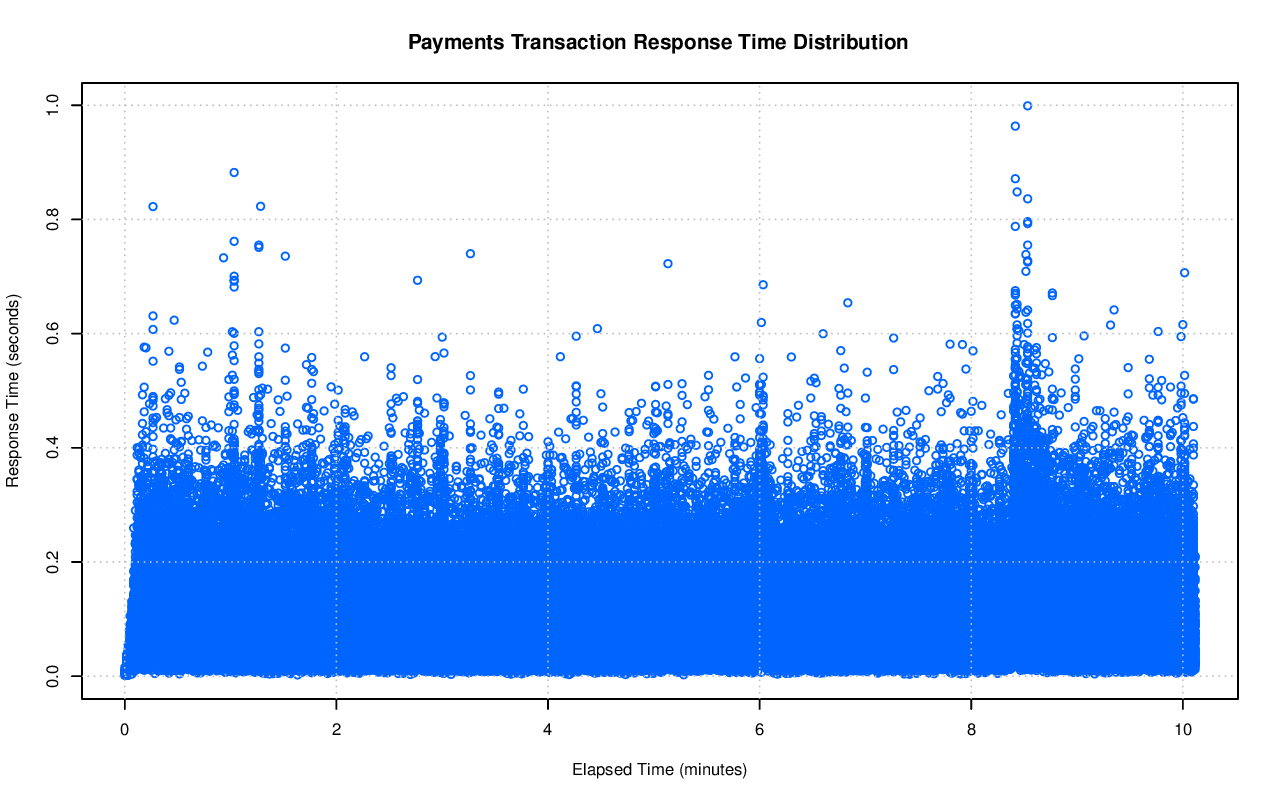 Payments Transaction Response Time Distribution
Response Time (seconds)
1.0
0.8
0.6
0.4
0.2
0.0
0 2 4 6 8 10
Elapsed Time (minutes)